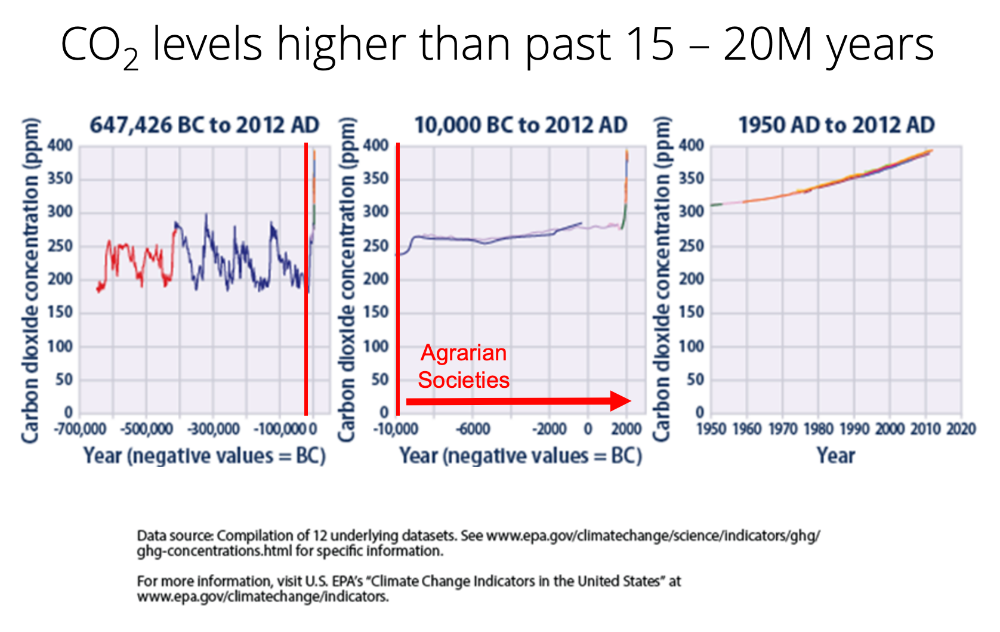 CO2 levels higher than past 15 – 20M years
647,426 BC to 2012 AD
Carbon dioxide concentration (ppm)
400
350
300
250
200
150
100
50
0
-700,000 -500,000 -300,000 -100,000 0
Year (negative values = BC)
10,000 BC to 2012 AD
Carbon dioxide concentration (ppm)
400
350
300
250
200
150
100
50
0
Agrarian
Societies
-10,000 -6000 -2000 0 2000
Year (negative values = BC)
1950 AD to 2012 AD
Carbon dioxide concentration (ppm)
400
350
300
250
200
150
100
50
0
1950 1960 1970 1980 1990 2000 2010 2020
Year
Data source: Compilation of 12 underlying datasets. See www.epa.gov/climatechange/science/indicators/ghg/
ghg-concentrations.html for specific information.
For more information, visit U.S. EPA's "Climate Change Indicators in the United States" at
www.epa.gov/climatechange/indicators.